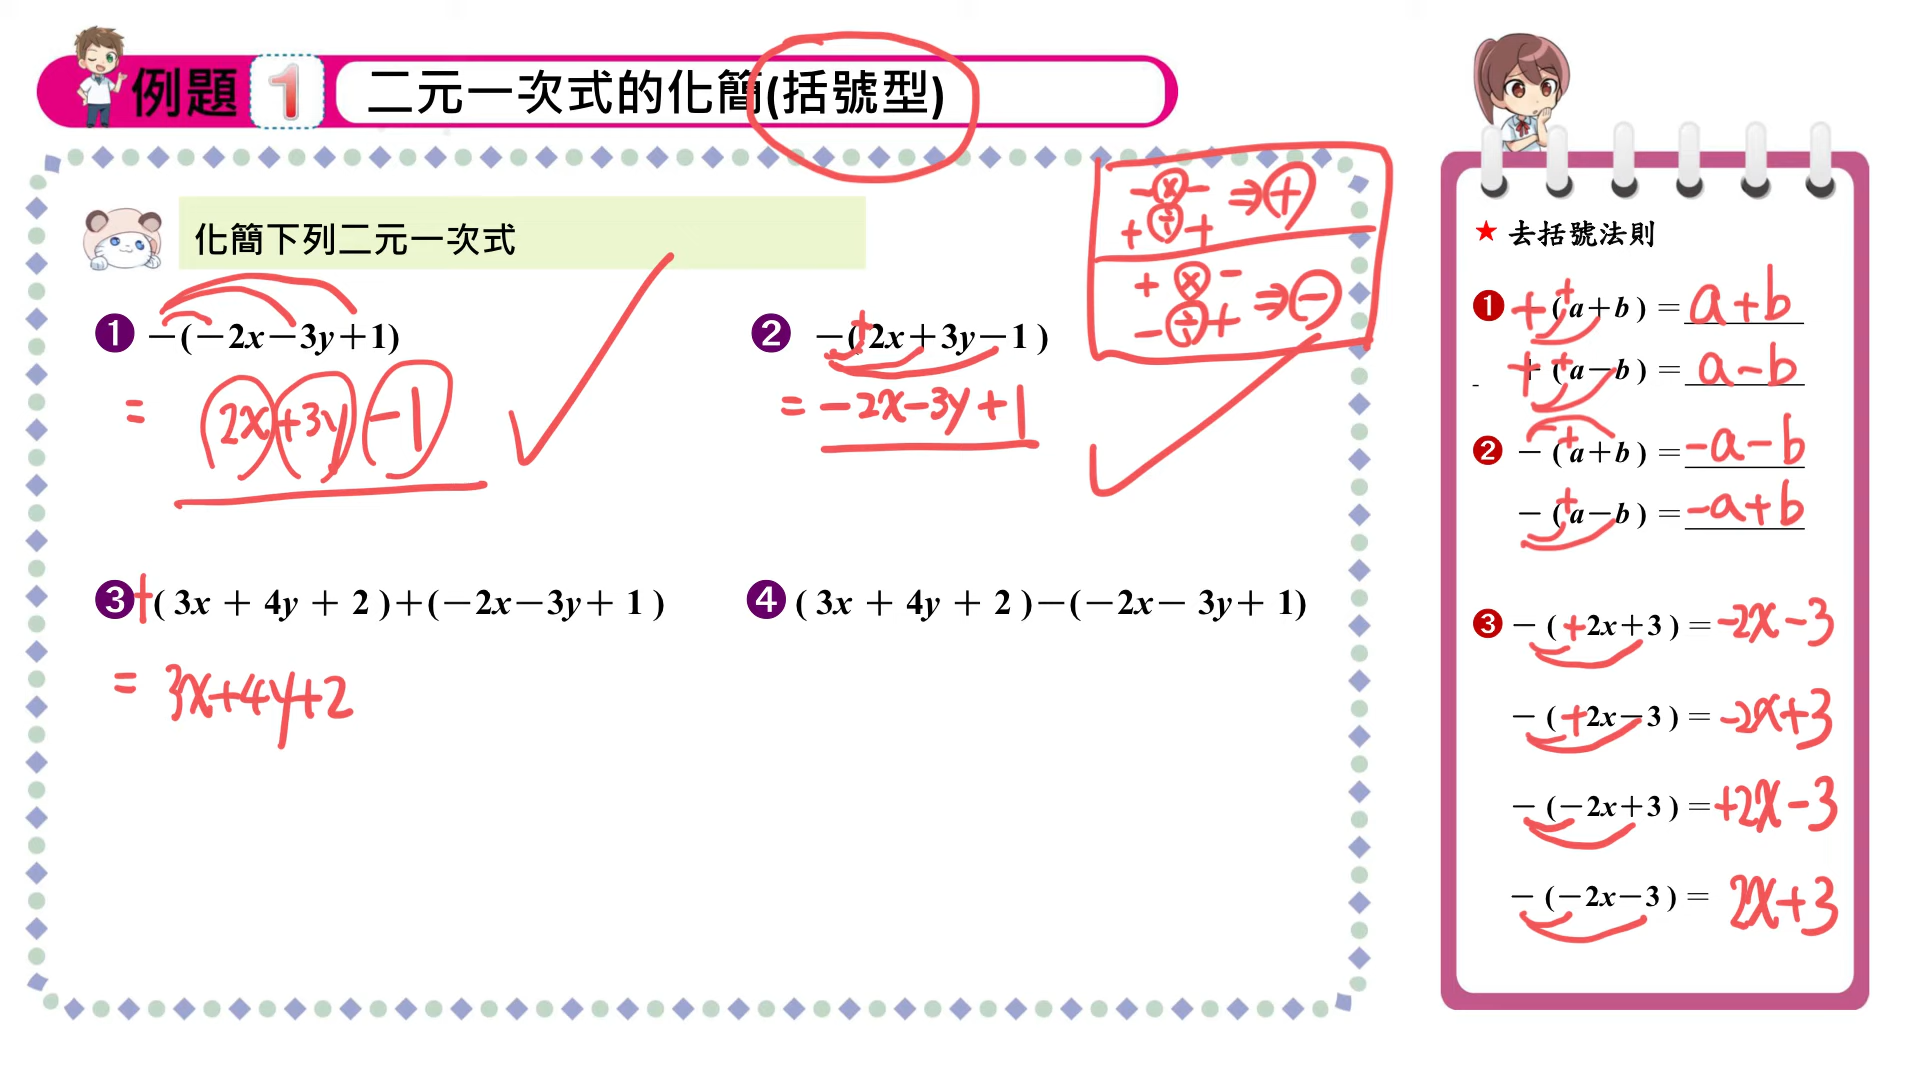 例題 1 二元一次式的化簡(括號型)
化簡下列二元一次式
－×－ ⇒ +
+÷+
+×－ ⇒ －
－÷+
❶ －(－2x－3y＋1)
= 2x+3y－1
❷ －(+2x＋3y－1)
= －2x－3y+1
❸ +(3x ＋ 4y ＋ 2)＋(－2x－3y＋ 1)
= 3x+4y+2
❹ (3x ＋ 4y ＋ 2)－(－2x－ 3y＋ 1)
★ 去括號法則
❶ +(+a＋b) = a+b
+(+a－b) = a－b
❷ －(+a＋b) = －a－b
－(+a－b) = －a+b
❸ －(+2x＋3) = －2x－3
－(+2x－3) = －2x+3
－(－2x＋3) = +2x－3
－(－2x－3) = 2x+3